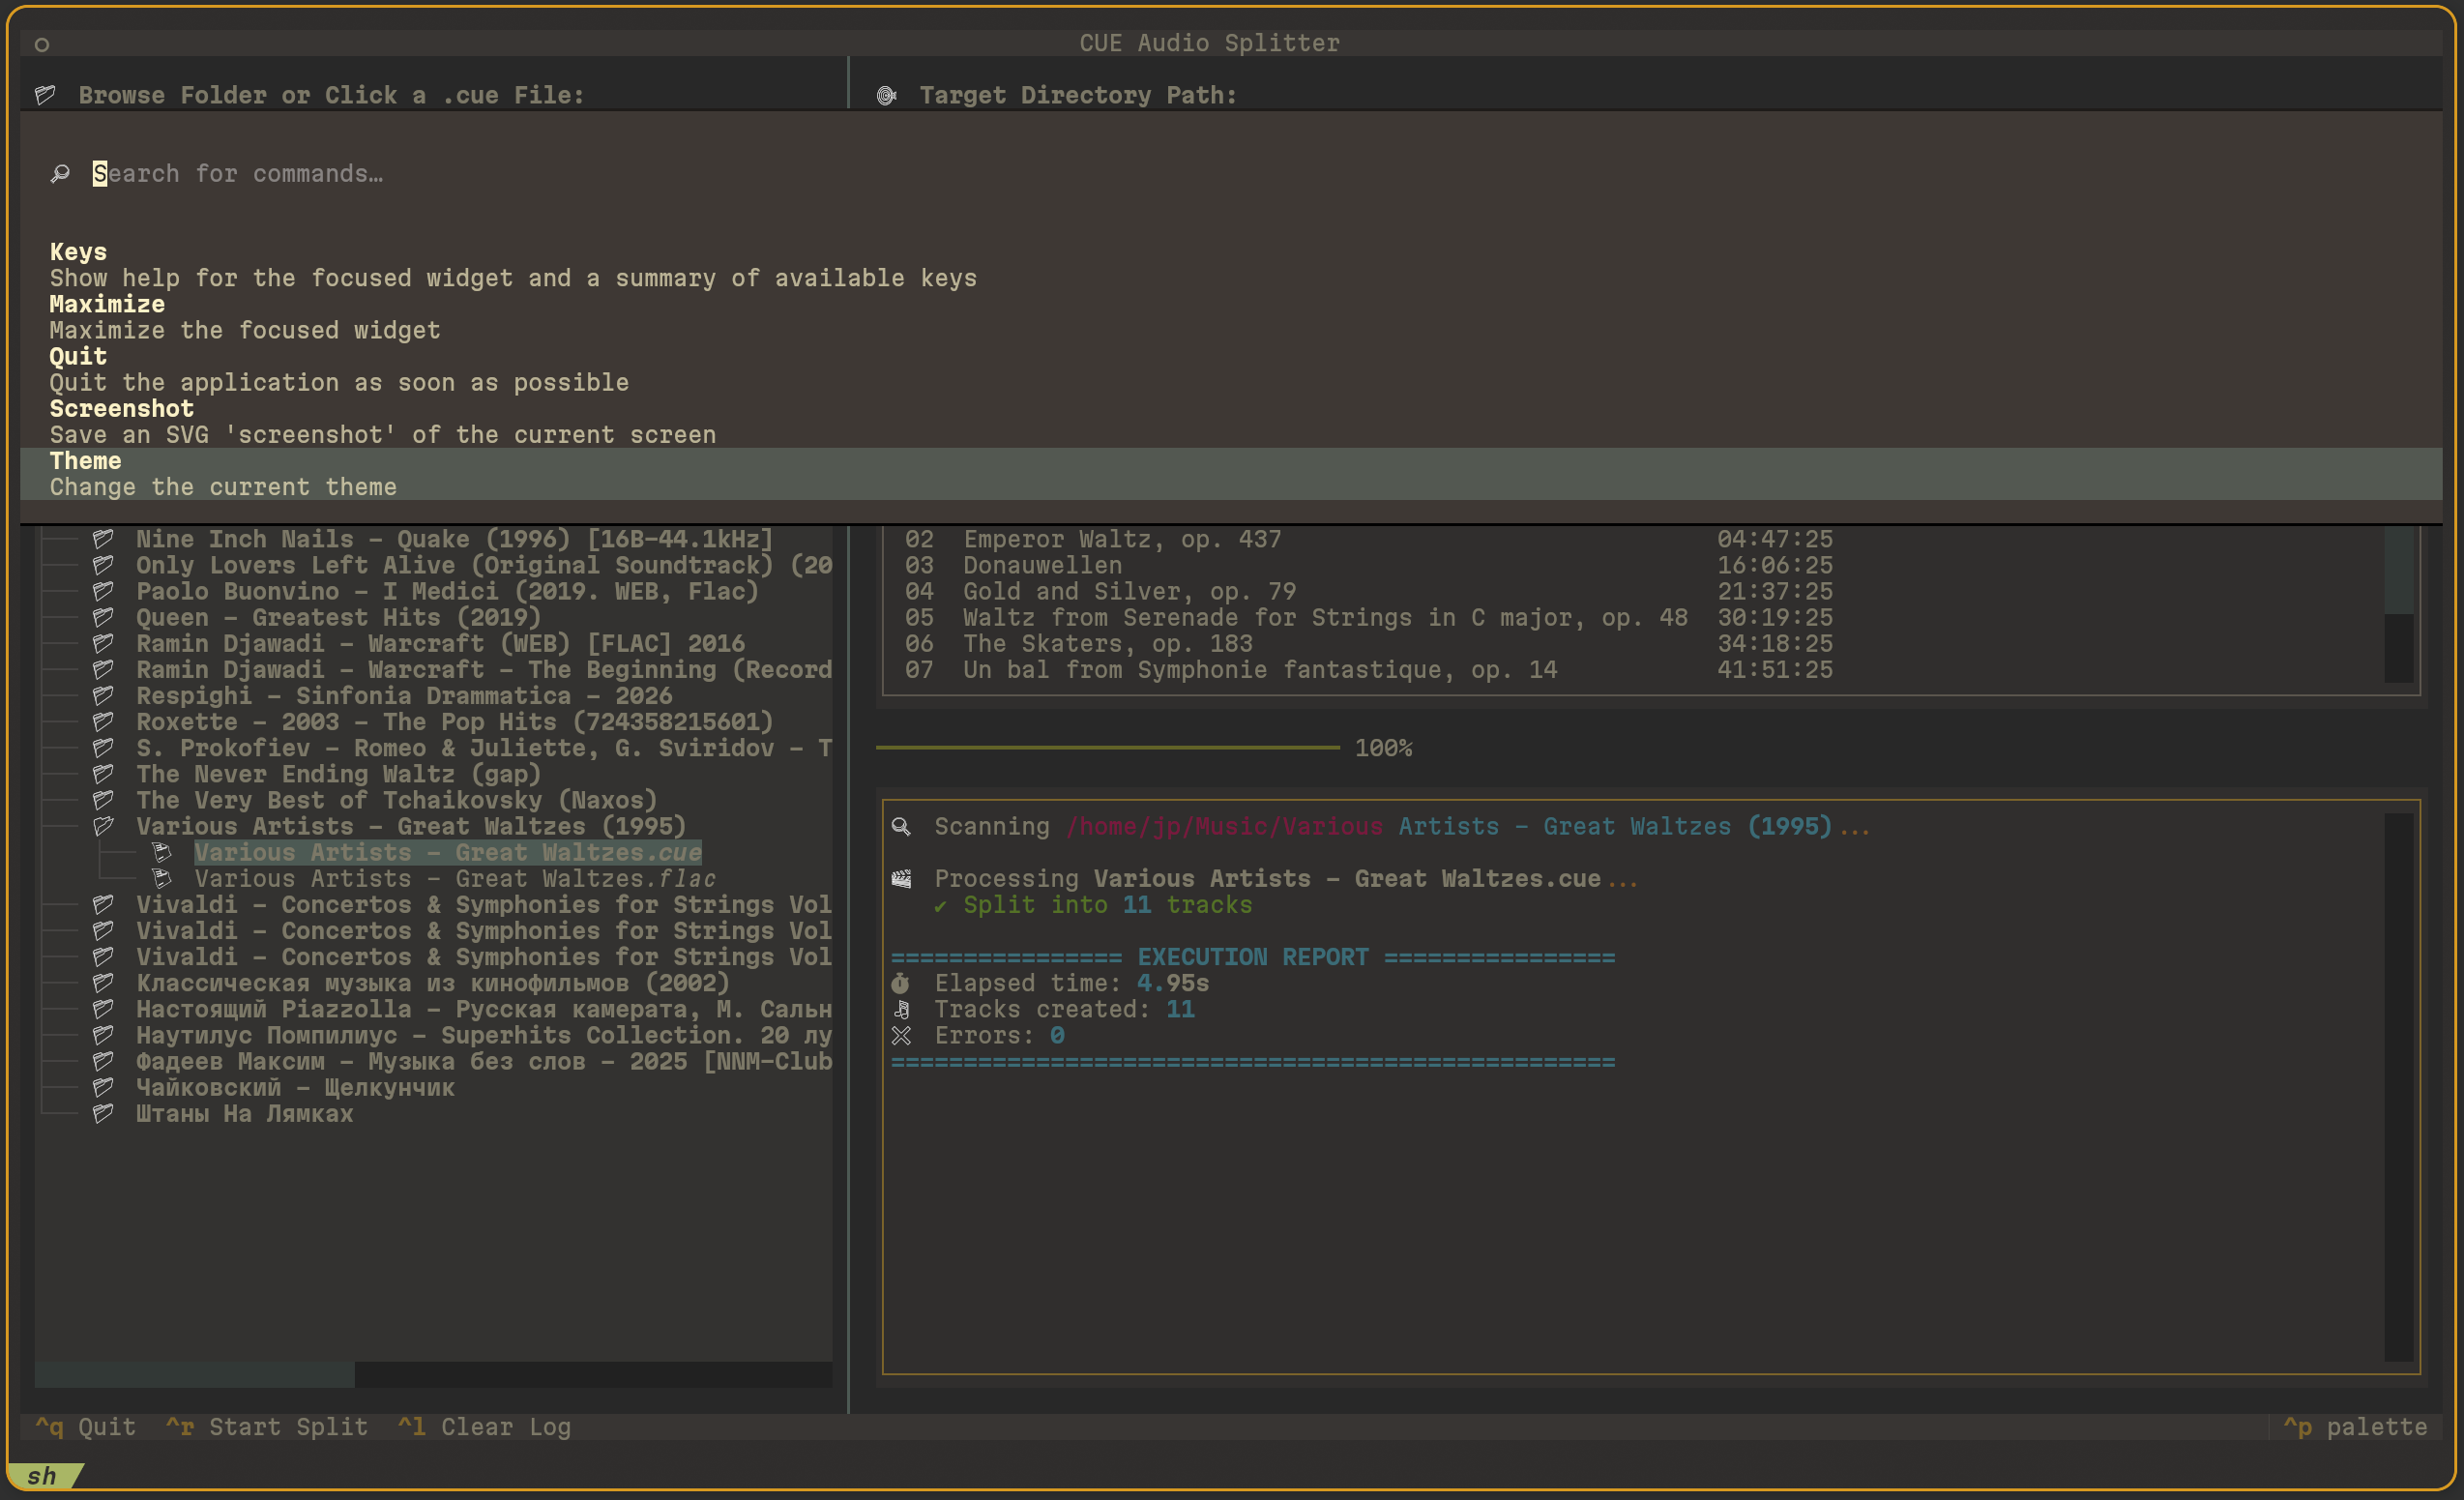 CUE Audio Splitter
Browse Folder or Click a .cue File:
Target Directory Path:
Search for commands…
Keys
Show help for the focused widget and a summary of available keys
Maximize
Maximize the focused widget
Quit
Quit the application as soon as possible
Screenshot
Save an SVG 'screenshot' of the current screen
Theme
Change the current theme
Nine Inch Nails - Quake (1996) [16B-44.1kHz]
Only Lovers Left Alive (Original Soundtrack) (20
Paolo Buonvino - I Medici (2019. WEB, Flac)
Queen - Greatest Hits (2019)
Ramin Djawadi - Warcraft (WEB) [FLAC] 2016
Ramin Djawadi - Warcraft - The Beginning (Record
Respighi - Sinfonia Drammatica - 2026
Roxette - 2003 - The Pop Hits (724358215601)
S. Prokofiev - Romeo & Juliette, G. Sviridov - T
The Never Ending Waltz (gap)
The Very Best of Tchaikovsky (Naxos)
Various Artists - Great Waltzes (1995)
Various Artists - Great Waltzes.cue
Various Artists - Great Waltzes.flac
Vivaldi - Concertos & Symphonies for Strings Vol
Vivaldi - Concertos & Symphonies for Strings Vol
Vivaldi - Concertos & Symphonies for Strings Vol
Классическая музыка из кинофильмов (2002)
Настоящий Piazzolla - Русская камерата, М. Сальн
Наутилус Помпилиус - Superhits Collection. 20 лу
Фадеев Максим - Музыка без слов - 2025 [NNM-Club
Чайковский - Щелкунчик
Штаны На Лямках
02 Emperor Waltz, op. 437 04:47:25
03 Donauwellen 16:06:25
04 Gold and Silver, op. 79 21:37:25
05 Waltz from Serenade for Strings in C major, op. 48 30:19:25
06 The Skaters, op. 183 34:18:25
07 Un bal from Symphonie fantastique, op. 14 41:51:25
100%
Scanning /home/jp/Music/Various Artists - Great Waltzes (1995)...
Processing Various Artists - Great Waltzes.cue...
✔ Split into 11 tracks
================ EXECUTION REPORT ================
Elapsed time: 4.95s
Tracks created: 11
Errors: 0
==================================================
^q Quit ^r Start Split ^l Clear Log
^p palette
sh